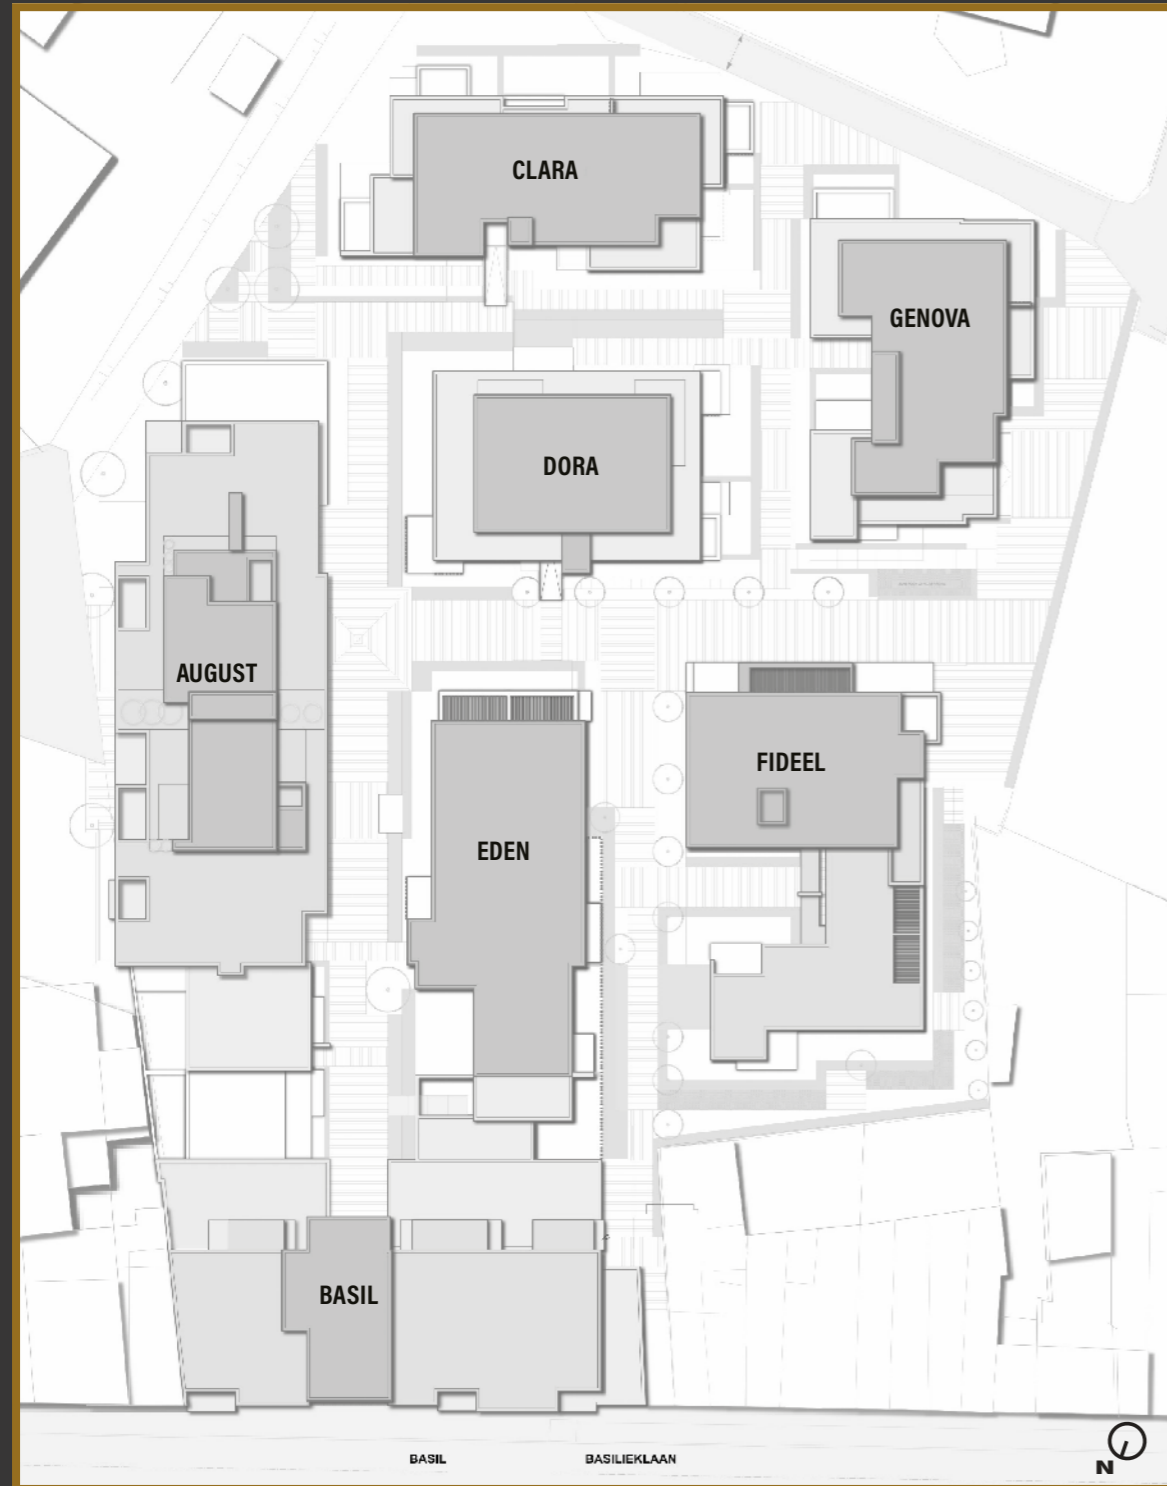 CLARA
GENOVA
DORA
AUGUST
FIDEEL
EDEN
BASIL
BASIL
BASILIEKLAAN
N